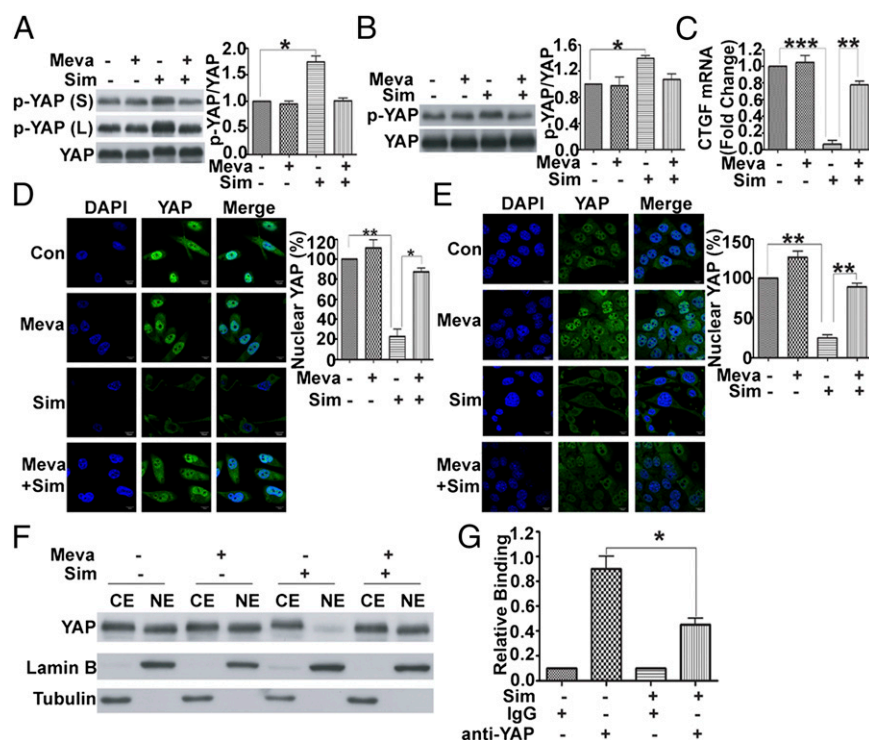 A
Meva - + - +
Sim - - + +
p-YAP (S)
p-YAP (L)
YAP
p-YAP/YAP
2.0
1.5
1.0
0.5
0.0
*
Meva - + - +
Sim - - + +
B
Meva - + - +
Sim - - + +
p-YAP
YAP
p-YAP/YAP
1.6
1.2
0.8
0.4
0.0
*
Meva - + - +
Sim - - + +
C
CTGF mRNA
(Fold Change)
1.2
1.0
0.8
0.6
0.4
0.2
0.0
*** **
Meva - + - +
Sim - - + +
D
DAPI YAP Merge
Con
Meva
Sim
Meva
+Sim
Nuclear YAP (%)
120
100
80
60
40
20
0
** *
Meva - + - +
Sim - - + +
E
DAPI YAP Merge
Con
Meva
Sim
Meva
+Sim
Nuclear YAP (%)
150
100
50
0
** **
Meva - + - +
Sim - - + +
F
Meva - + - +
Sim - - + +
CE NE CE NE CE NE CE NE
YAP
Lamin B
Tubulin
G
Relative Binding
1.2
1.0
0.8
0.6
0.4
0.2
0.0
*
Sim - - + +
IgG + - + -
anti-YAP - + - +